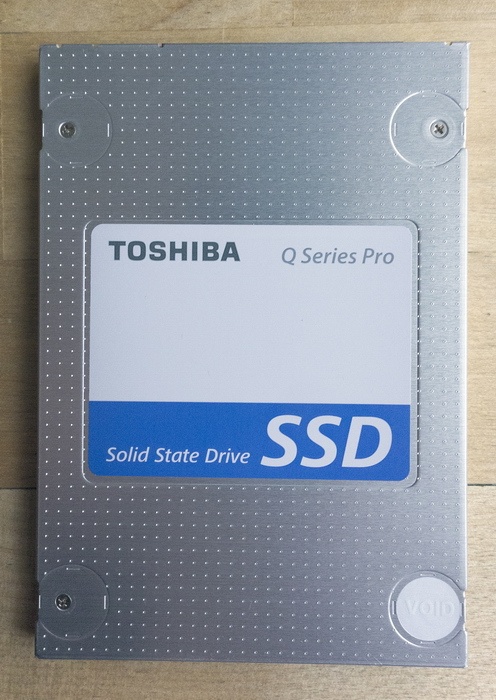 TOSHIBA
Q Series Pro
Solid State Drive SSD
VOID